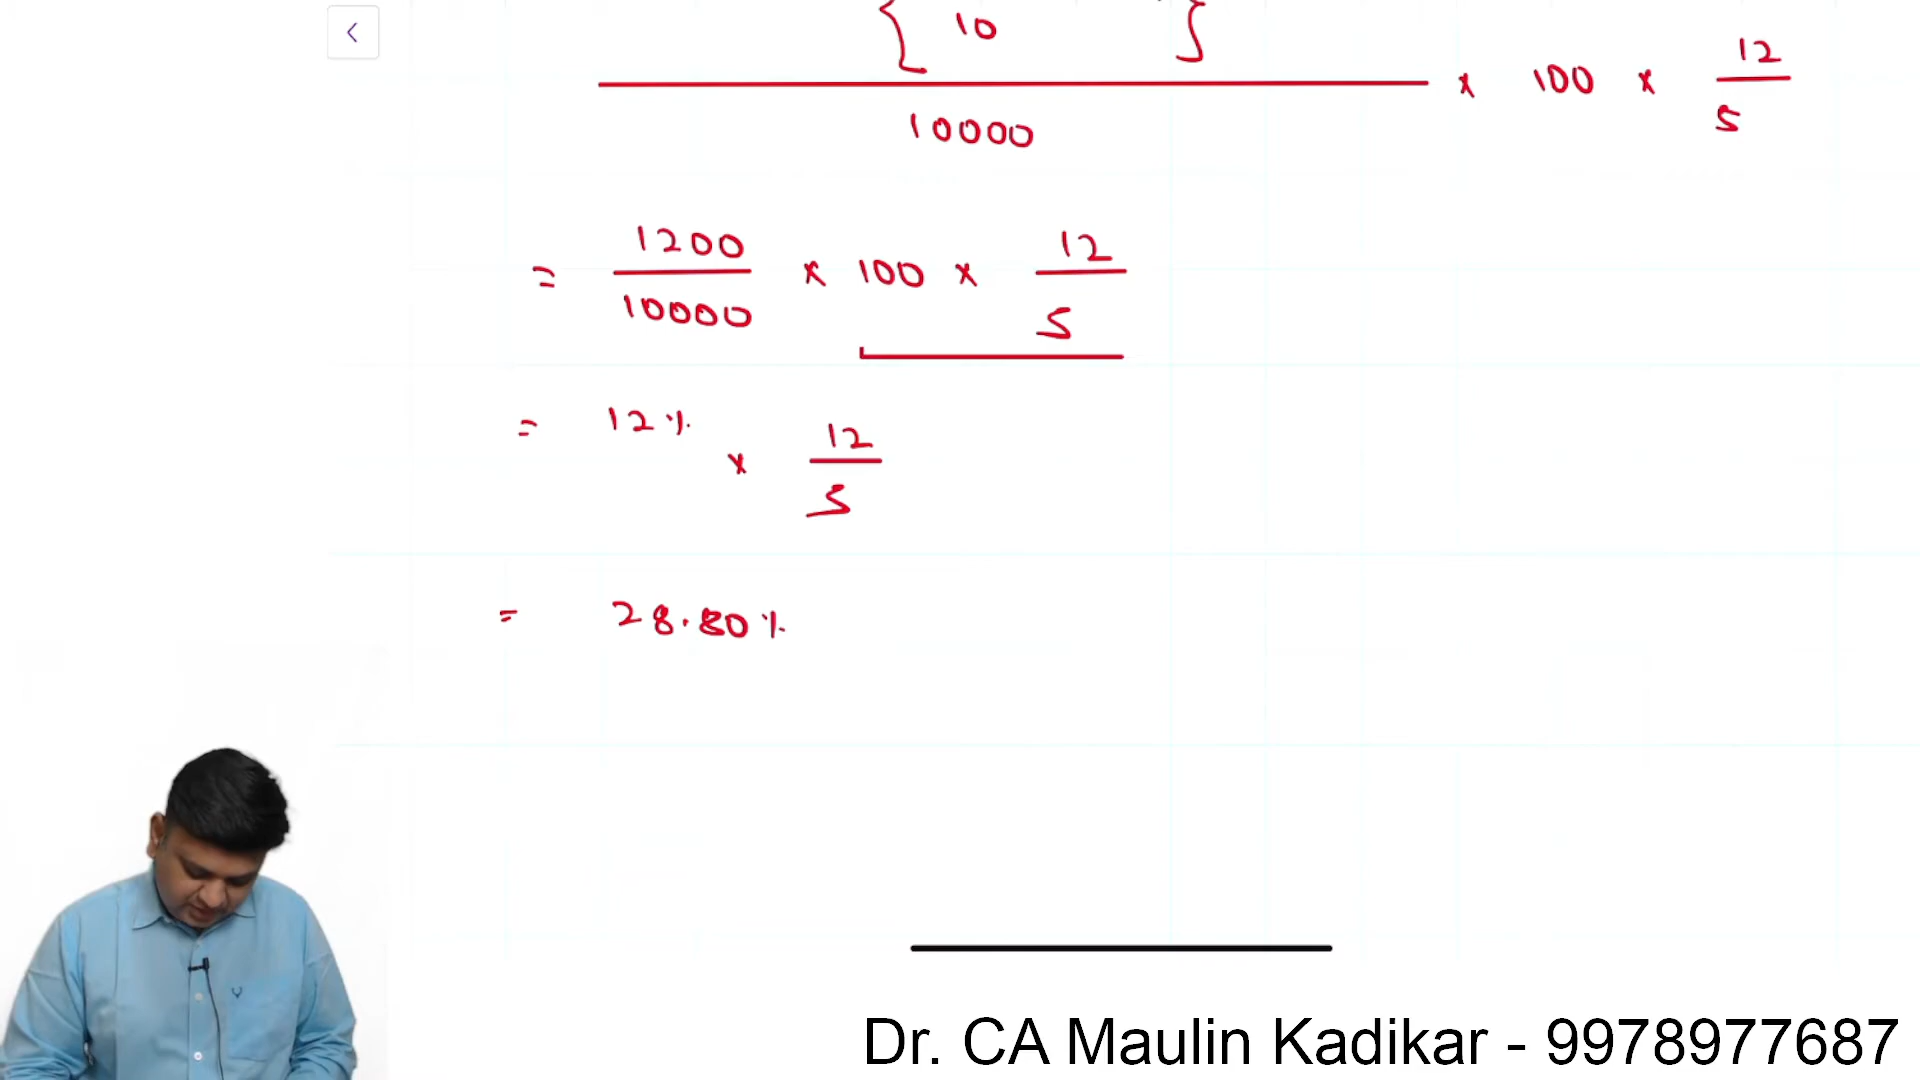 { 10 }
10000 x 100 x 12/5
= 1200/10000 x 100 x 12/5
= 12% x 12/5
= 28.80%
Dr. CA Maulin Kadikar - 9978977687